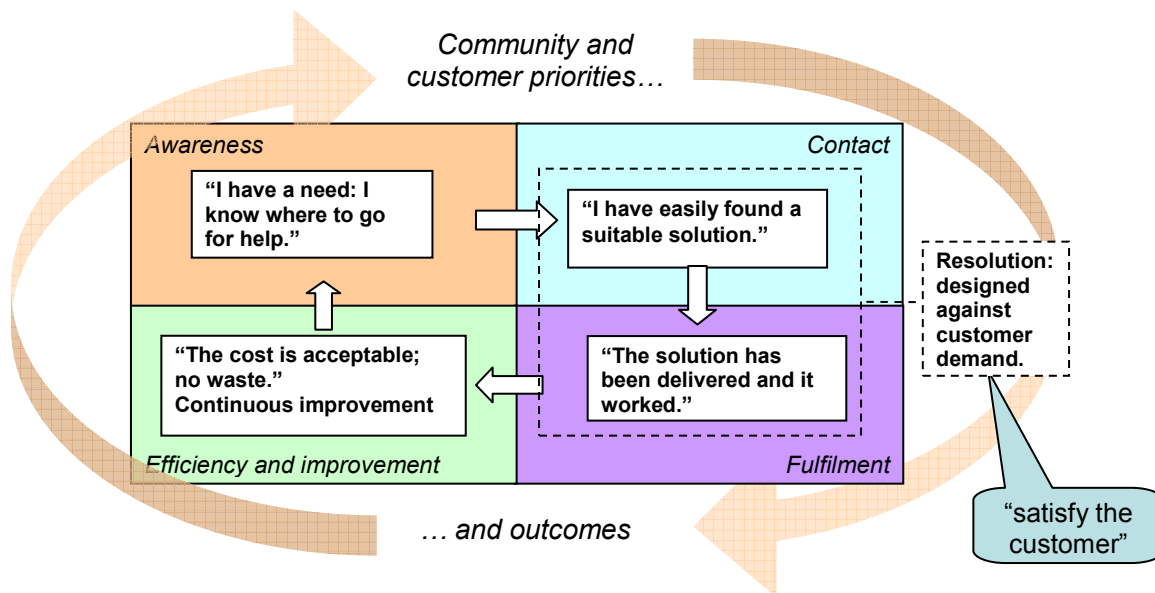 Community and
customer priorities…
Awareness
Contact
“I have a need: I
know where to go
for help.”
“I have easily found a
suitable solution.”
Resolution:
designed
against
customer
demand.
“The cost is acceptable;
no waste.”
Continuous improvement
“The solution has
been delivered and it
worked.”
Efficiency and improvement
Fulfilment
“satisfy the
customer”
… and outcomes